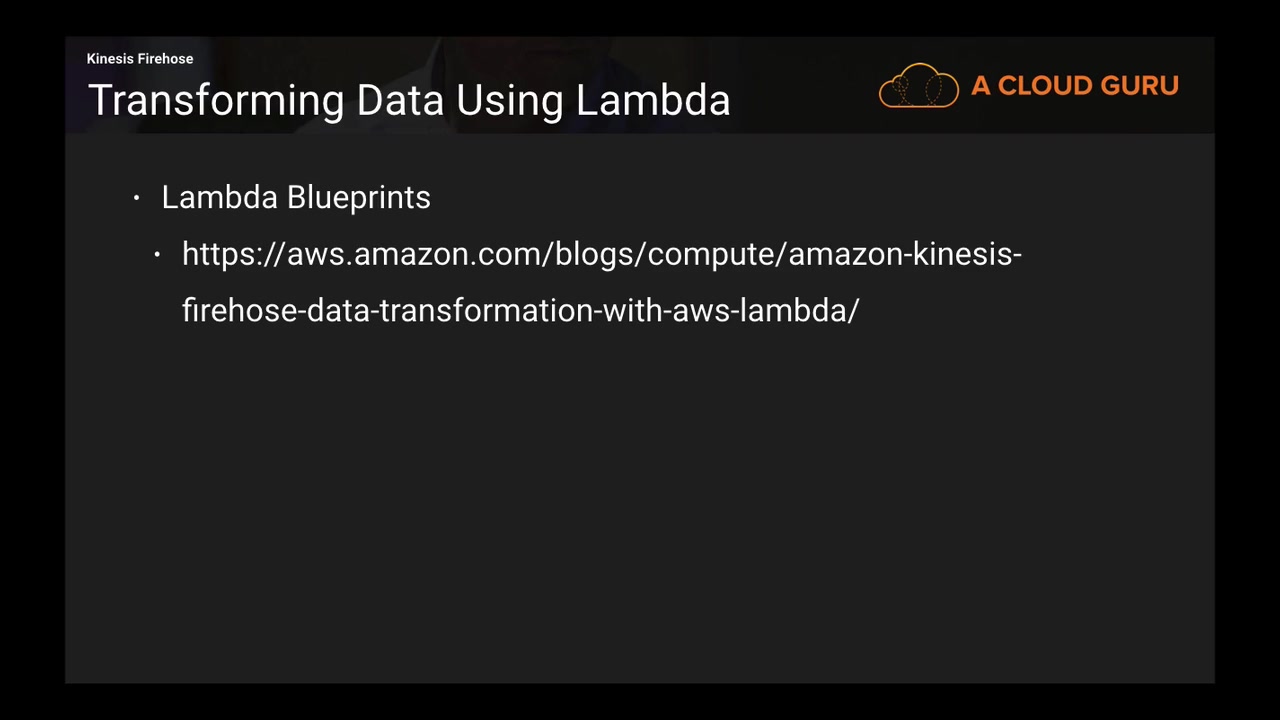 Kinesis Firehose
Transforming Data Using Lambda
A CLOUD GURU
• Lambda Blueprints
• https://aws.amazon.com/blogs/compute/amazon-kinesis-
firehose-data-transformation-with-aws-lambda/